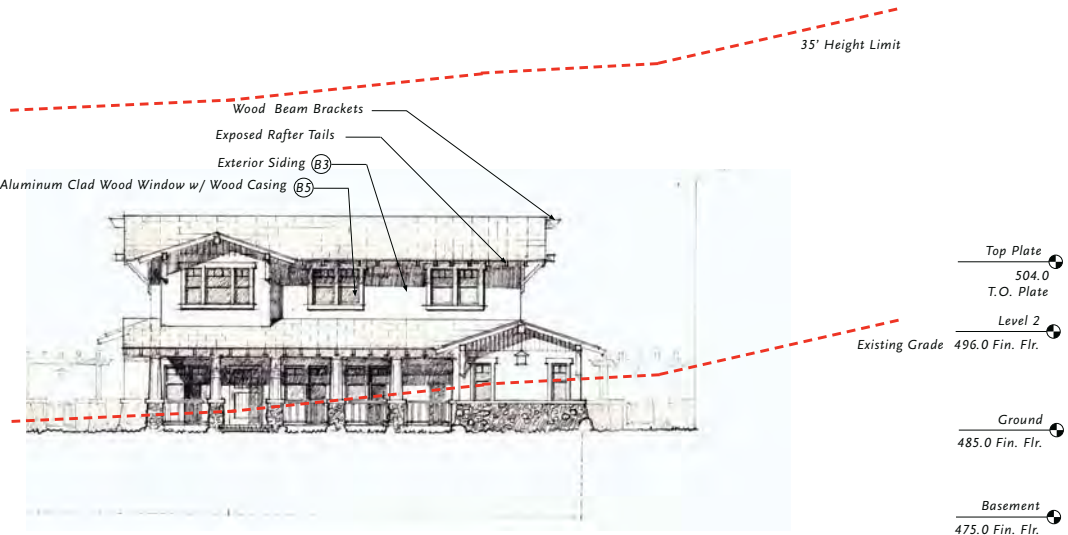 35' Height Limit
Wood Beam Brackets
Exposed Rafter Tails
Exterior Siding B3
Aluminum Clad Wood Window w/ Wood Casing B5
Top Plate
504.0
T.O. Plate
Level 2
Existing Grade 496.0 Fin. Flr.
Ground
485.0 Fin. Flr.
Basement
475.0 Fin. Flr.